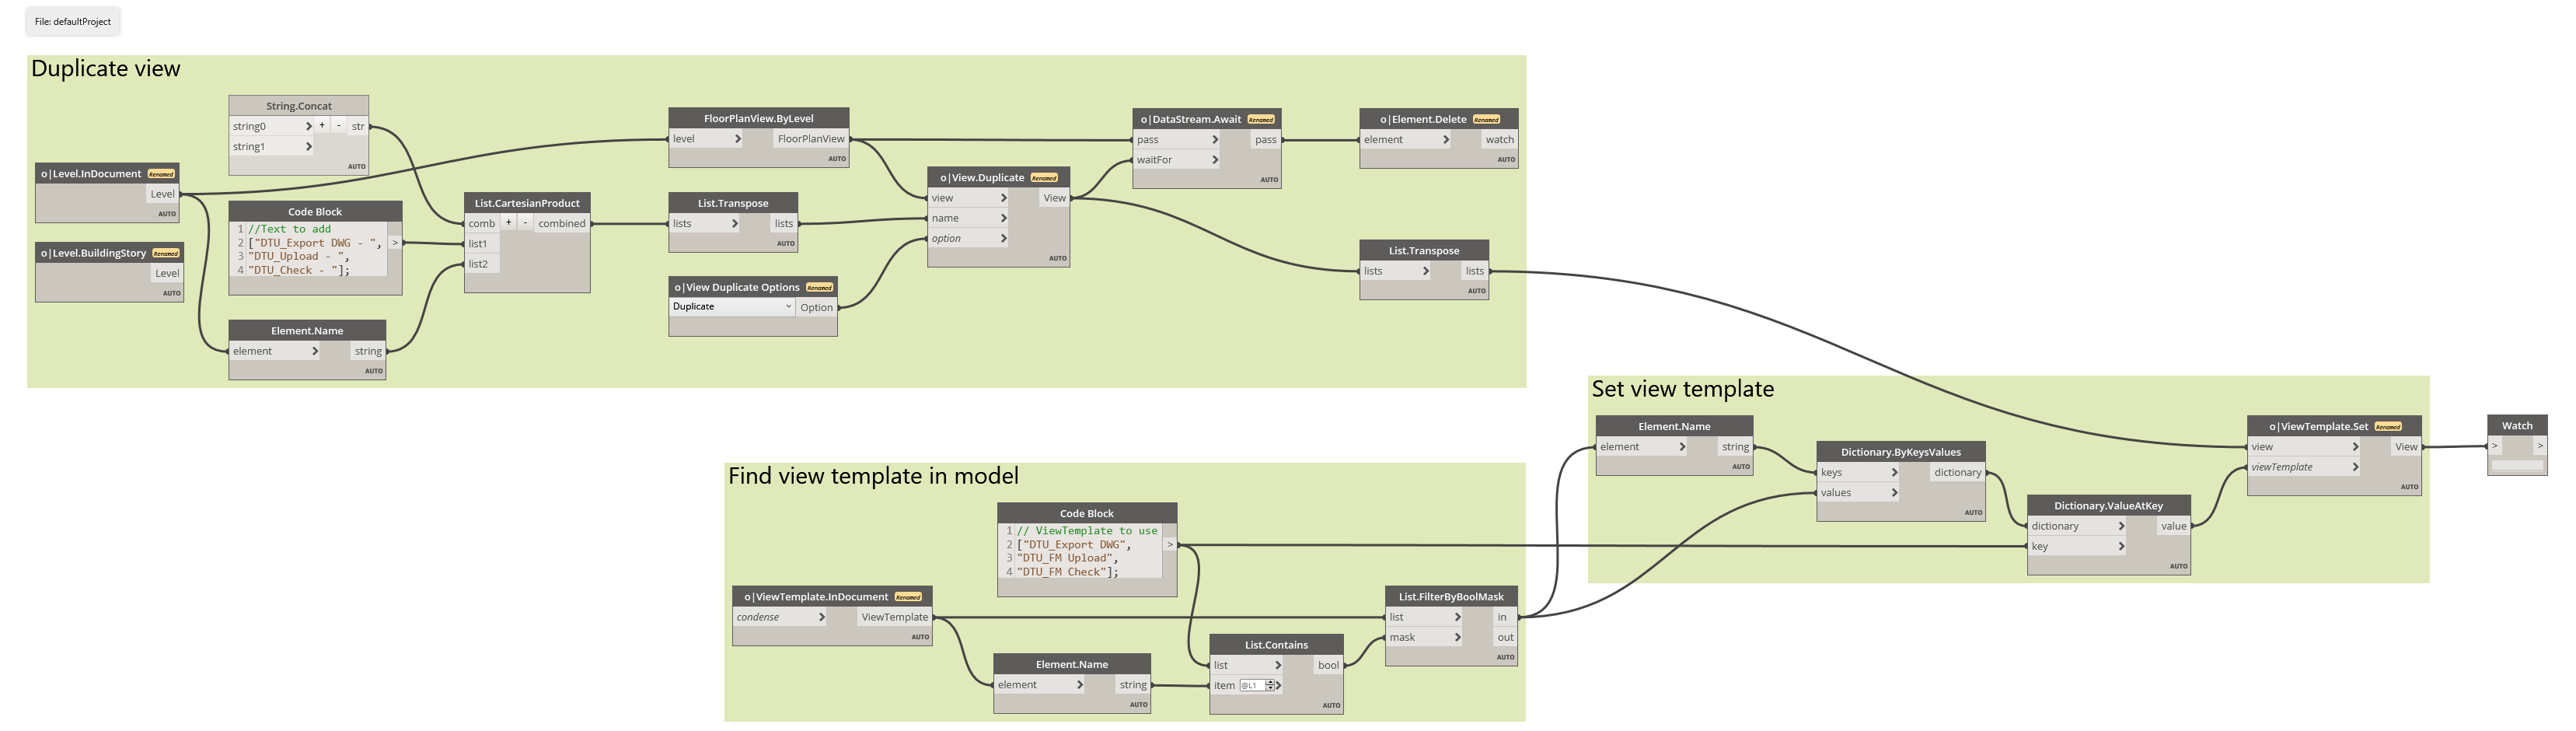 File: defaultProject
Duplicate view
String.Concat
string0 > + - str
string1 >
AUTO
o|Level.InDocument Renamed
Level
AUTO
o|Level.BuildingStory Renamed
Level
AUTO
Code Block
1 //Text to add
2 ["DTU_Export DWG - ", >
3 "DTU_Upload - ",
4 "DTU_Check - "];
Element.Name
element > string
AUTO
List.CartesianProduct
comb + - combined
list1
list2
AUTO
FloorPlanView.ByLevel
level > FloorPlanView
AUTO
List.Transpose
lists > lists
AUTO
o|View Duplicate Options Renamed
Duplicate Option
o|View.Duplicate Renamed
view > View
name >
option >
AUTO
o|DataStream.Await Renamed
pass > pass
waitFor >
AUTO
o|Element.Delete Renamed
element > watch
AUTO
List.Transpose
lists > lists
AUTO
Find view template in model
Code Block
1 // ViewTemplate to use
2 ["DTU_Export DWG", >
3 "DTU_FM Upload",
4 "DTU_FM Check"];
o|ViewTemplate.InDocument Renamed
condense > ViewTemplate
AUTO
Element.Name
element > string
AUTO
List.Contains
list > bool
item @L1 >
AUTO
List.FilterByBoolMask
list > in
mask > out
AUTO
Set view template
Element.Name
element > string
AUTO
Dictionary.ByKeysValues
keys > dictionary
values >
AUTO
Dictionary.ValueAtKey
dictionary > value
key >
AUTO
o|ViewTemplate.Set Renamed
view > View
viewTemplate >
AUTO
Watch
> >